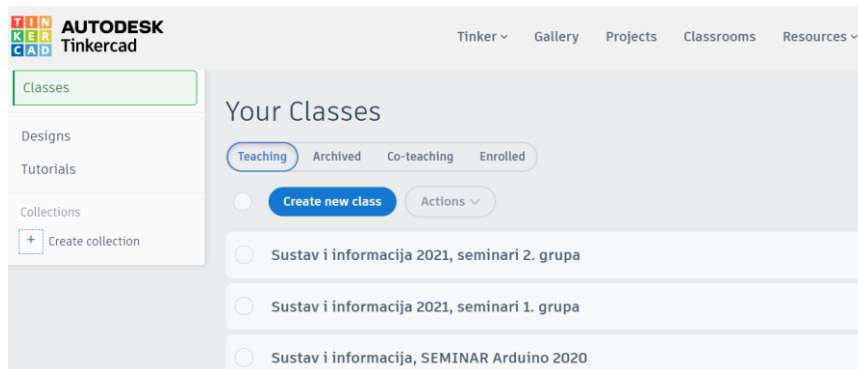 TIN
KER
CAD
AUTODESK
Tinkercad
Tinker Gallery Projects Classrooms Resources
Classes
Designs
Tutorials
Collections
+ Create collection
Your Classes
Teaching Archived Co-teaching Enrolled
Create new class Actions
Sustav i informacija 2021, seminari 2. grupa
Sustav i informacija 2021, seminari 1. grupa
Sustav i informacija, SEMINAR Arduino 2020